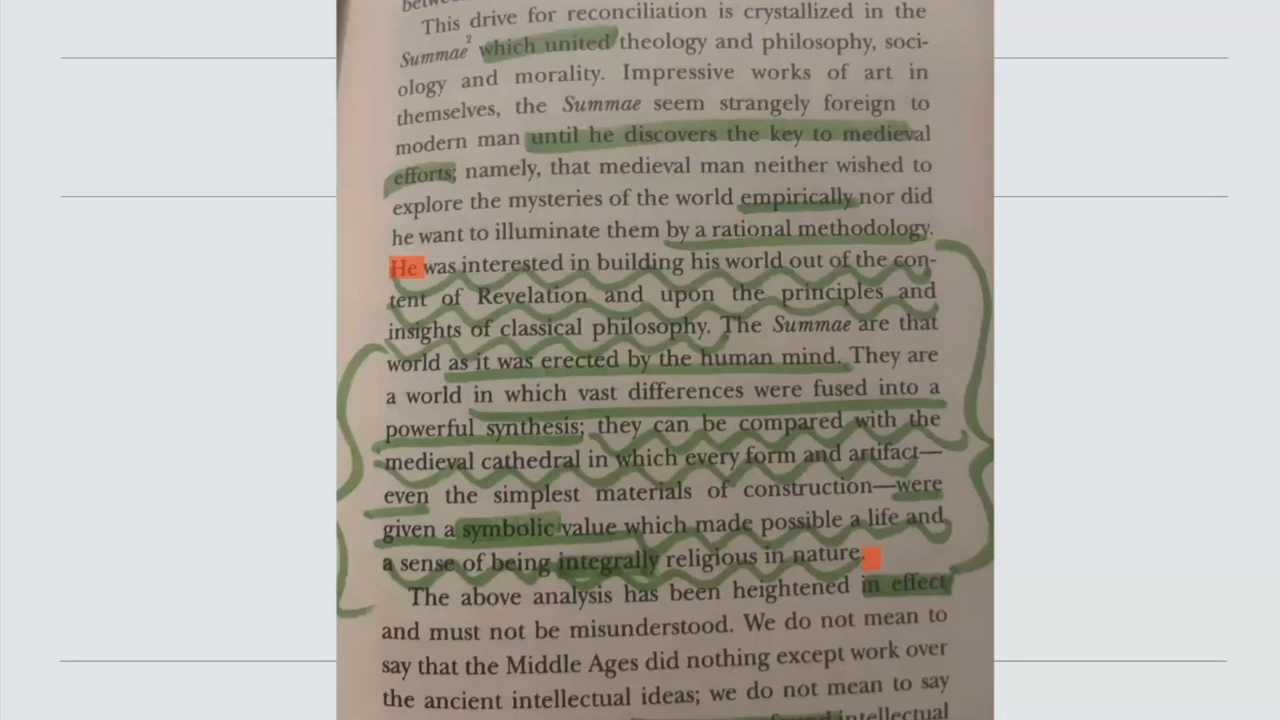 This drive for reconciliation is crystallized in the
Summae² which united theology and philosophy, soci-
ology and morality. Impressive works of art in
themselves, the Summae seem strangely foreign to
modern man until he discovers the key to medieval
efforts; namely, that medieval man neither wished to
explore the mysteries of the world empirically nor did
he want to illuminate them by a rational methodology.
He was interested in building his world out of the con-
tent of Revelation and upon the principles and
insights of classical philosophy. The Summae are that
world as it was erected by the human mind. They are
a world in which vast differences were fused into a
powerful synthesis; they can be compared with the
medieval cathedral in which every form and artifact—
even the simplest materials of construction—were
given a symbolic value which made possible a life and
a sense of being integrally religious in nature.
The above analysis has been heightened in effect
and must not be misunderstood. We do not mean to
say that the Middle Ages did nothing except work over
the ancient intellectual ideas; we do not mean to say
intellectual